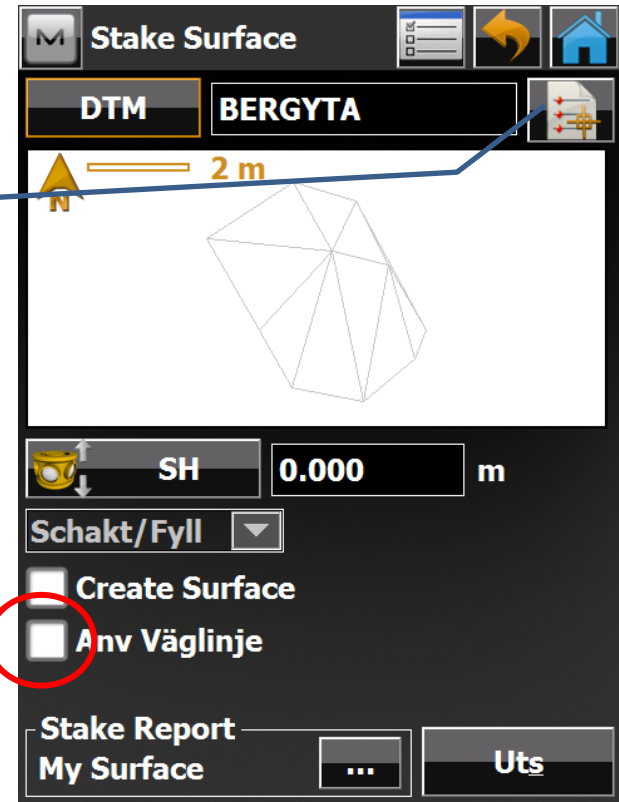 Stake Surface
DTM BERGYTA
N 2 m
SH 0.000 m
Schakt/Fyll
Create Surface
Anv Väglinje
Stake Report
My Surface ... Uts